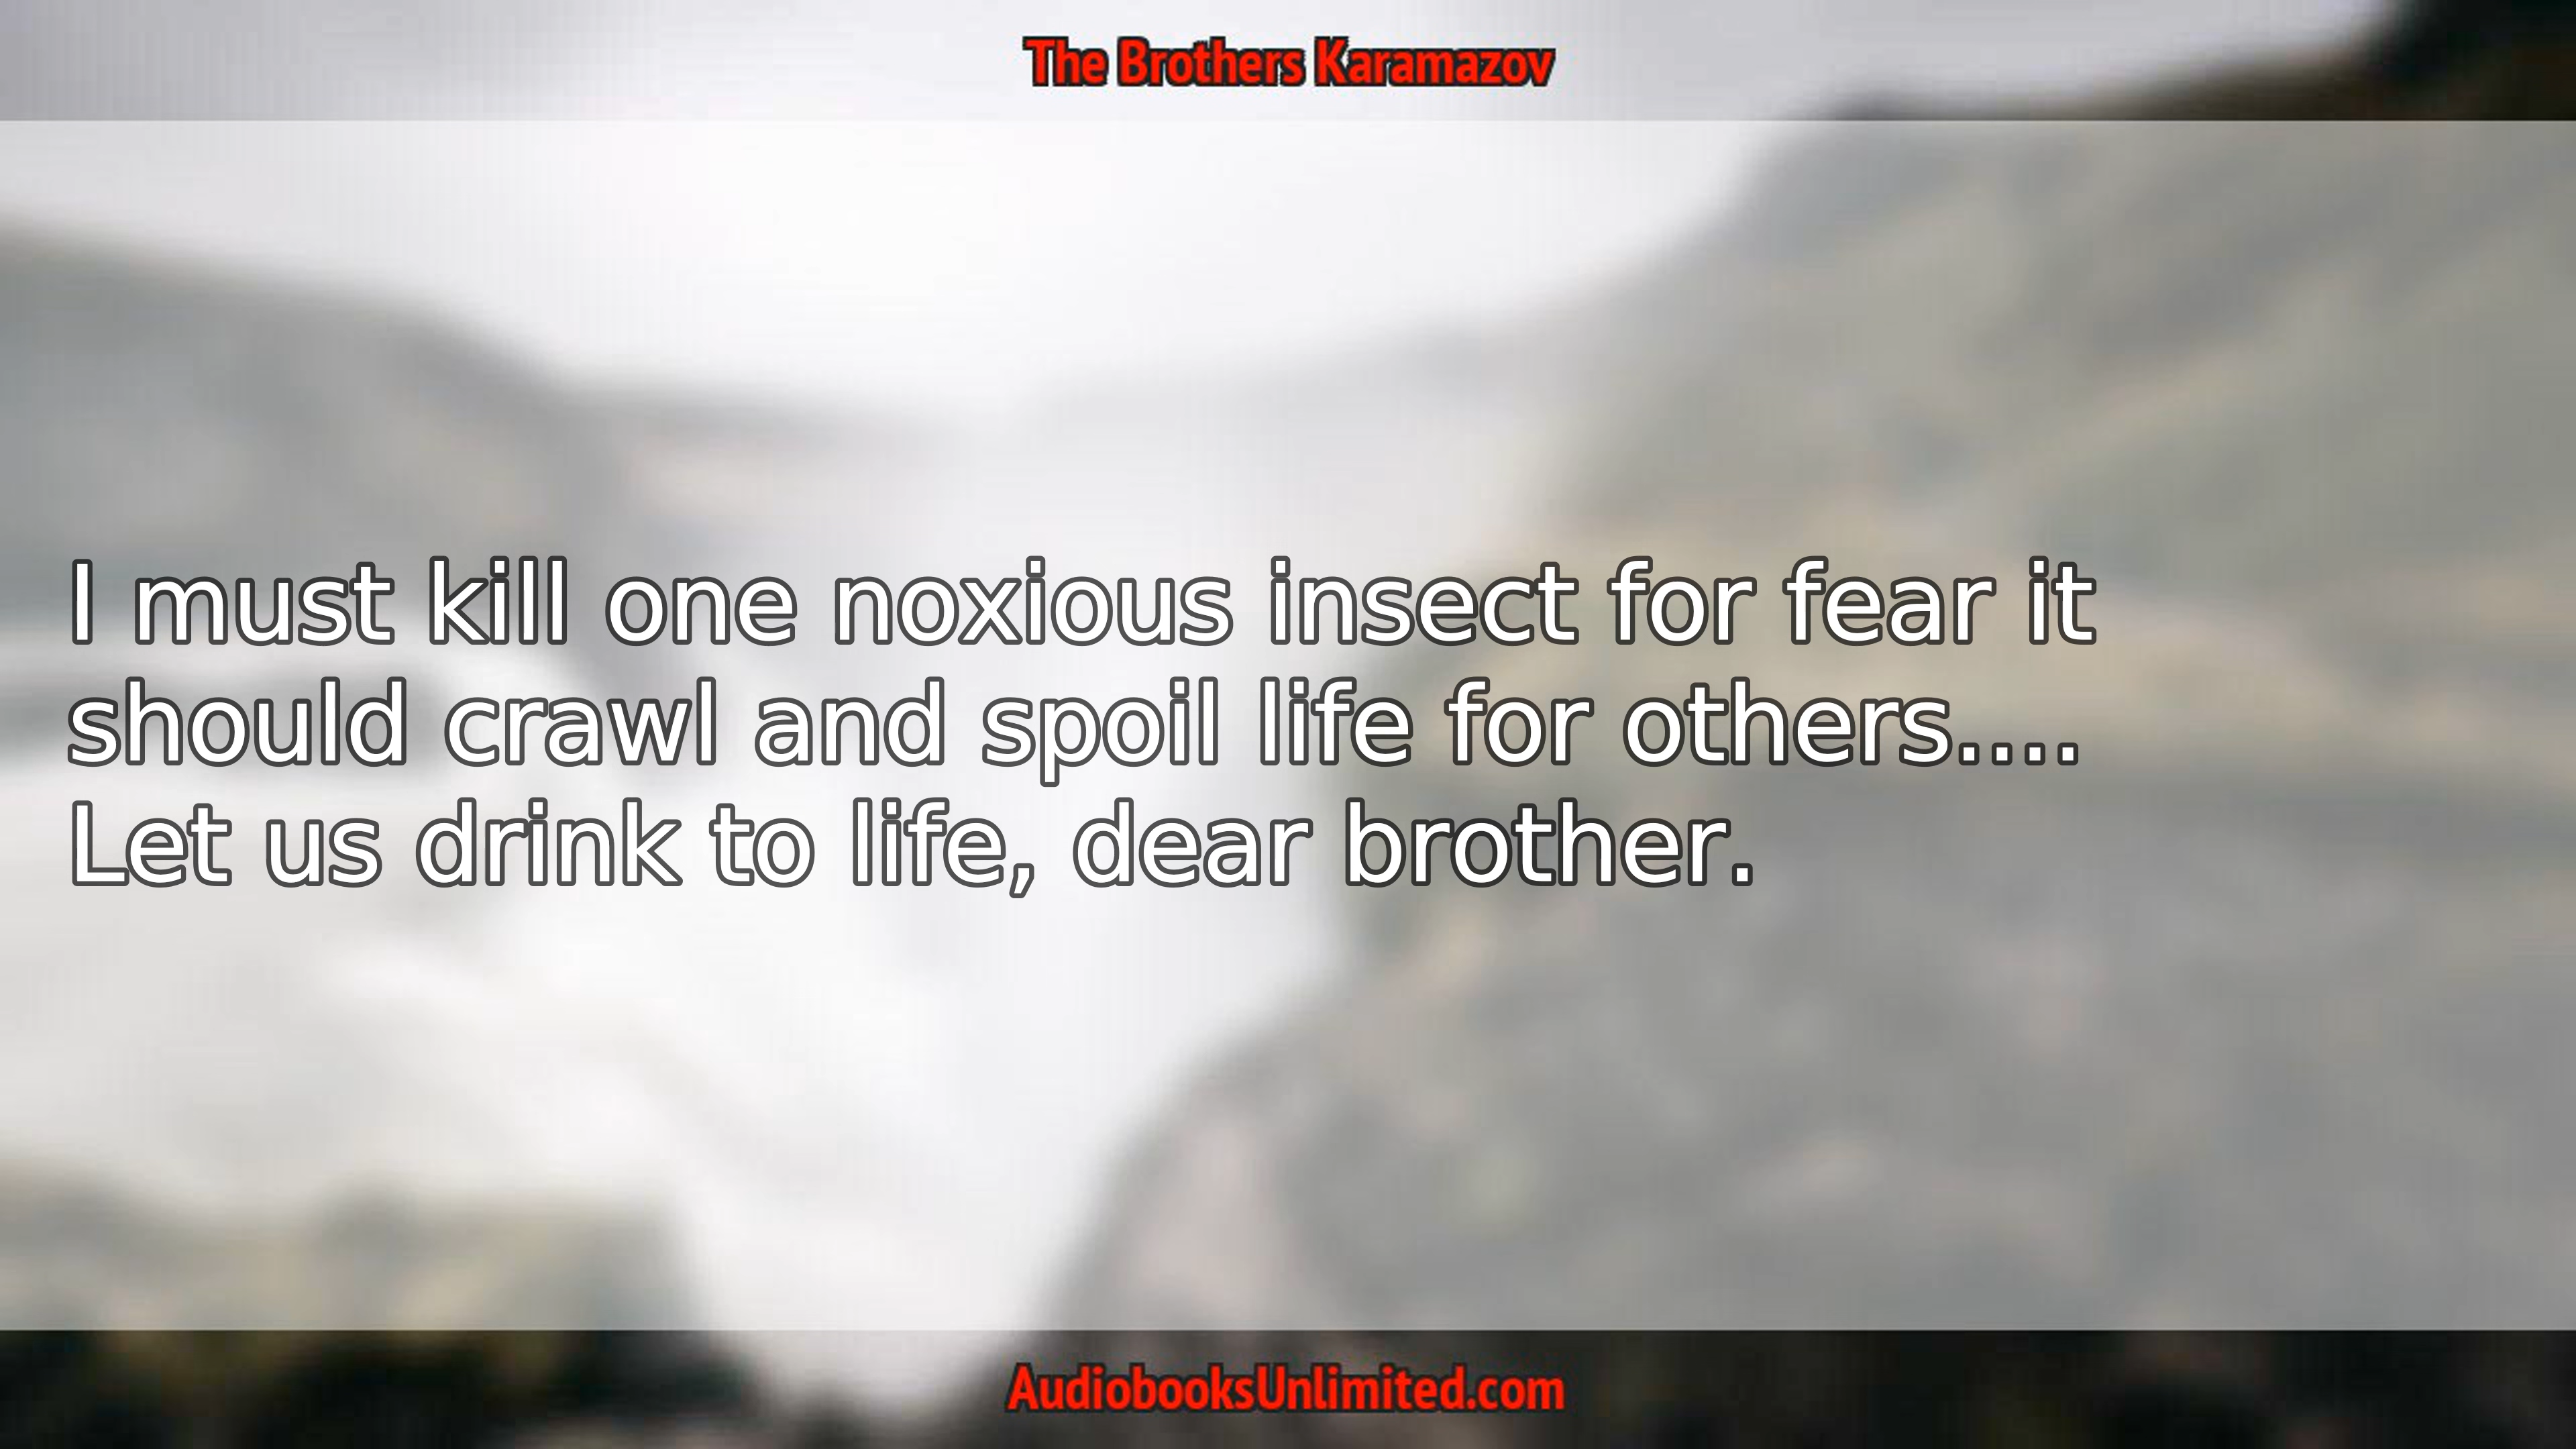 The Brothers Karamazov
I must kill one noxious insect for fear it
should crawl and spoil life for others....
Let us drink to life, dear brother.
AudiobooksUnlimited.com